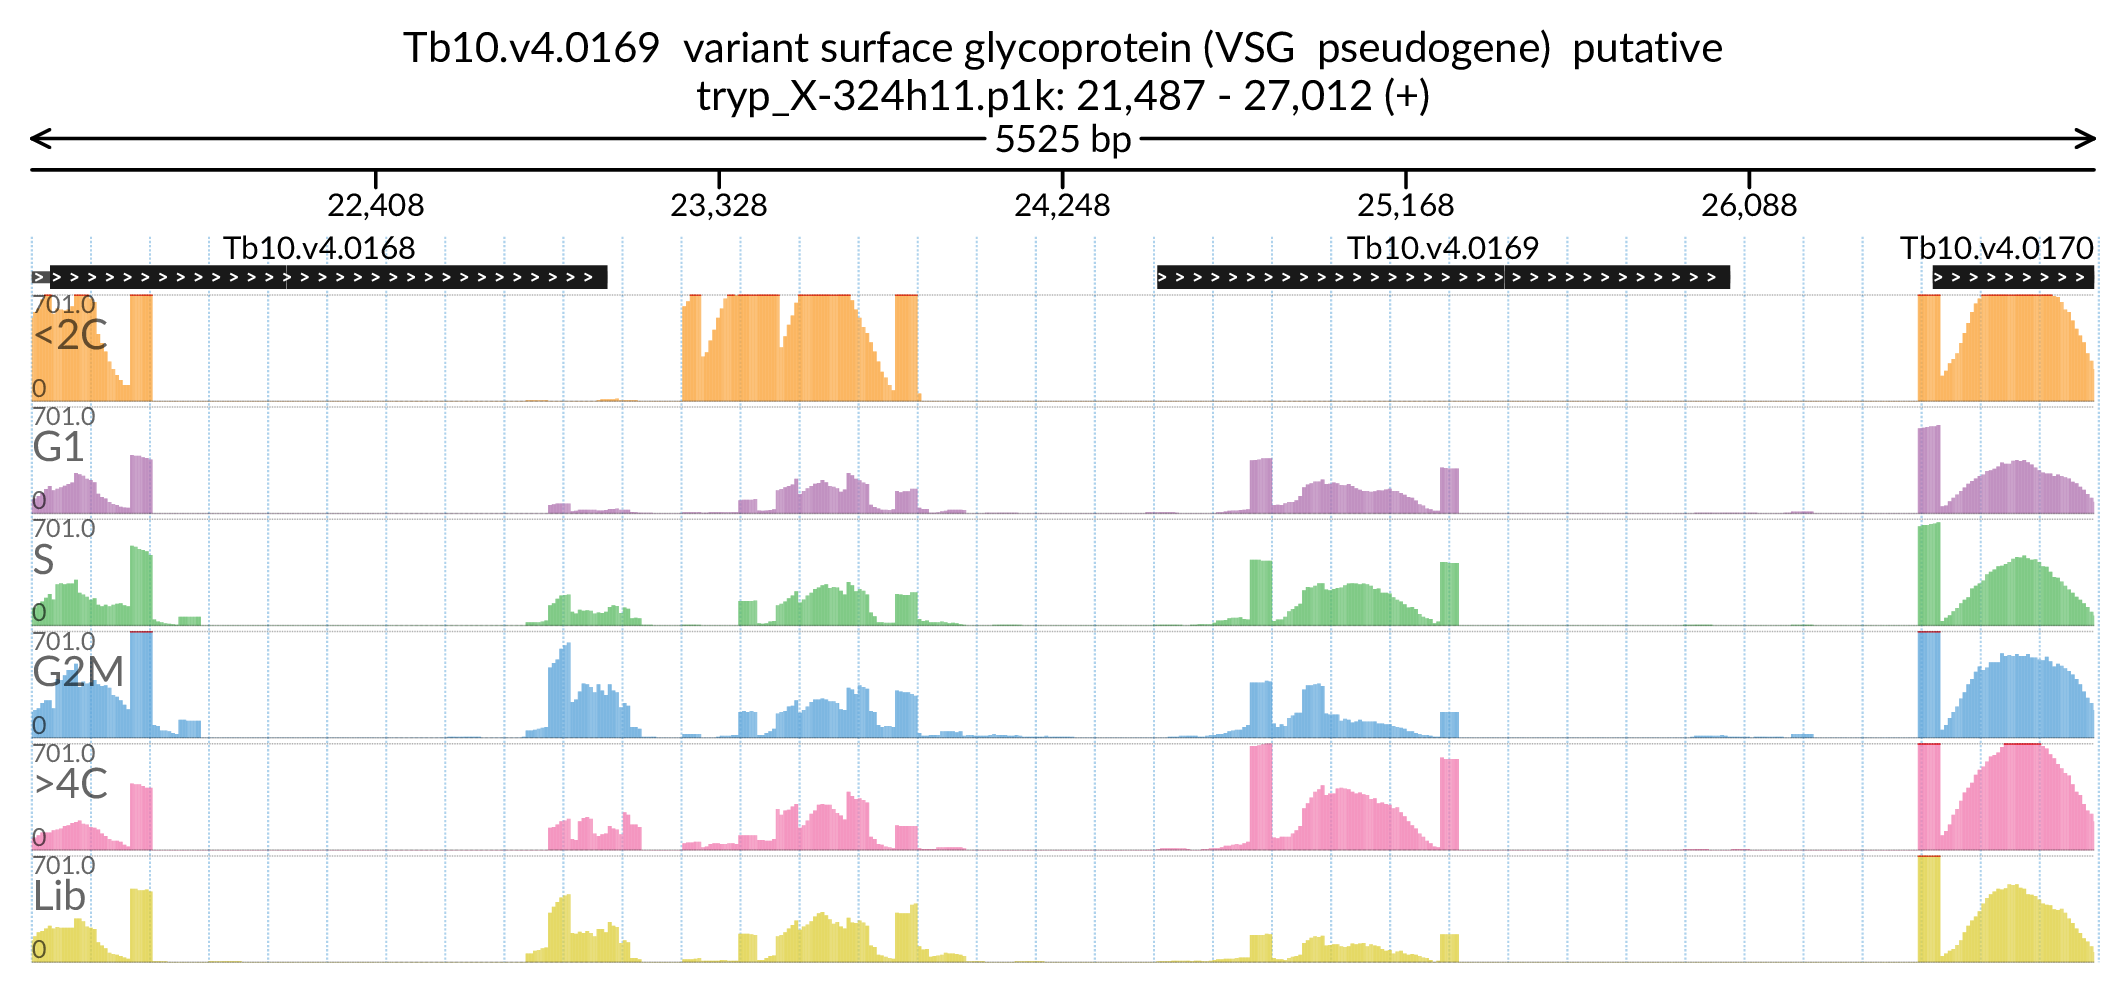 Tb10.v4.0169 variant surface glycoprotein (VSG pseudogene) putative
tryp_X-324h11.p1k: 21,487 - 27,012 (+)
5525 bp
22,408 23,328 24,248 25,168 26,088
Tb10.v4.0168 Tb10.v4.0169 Tb10.v4.0170
701.0
<2C
0
701.0
G1
0
701.0
S
0
701.0
G2M
0
701.0
>4C
0
701.0
Lib
0